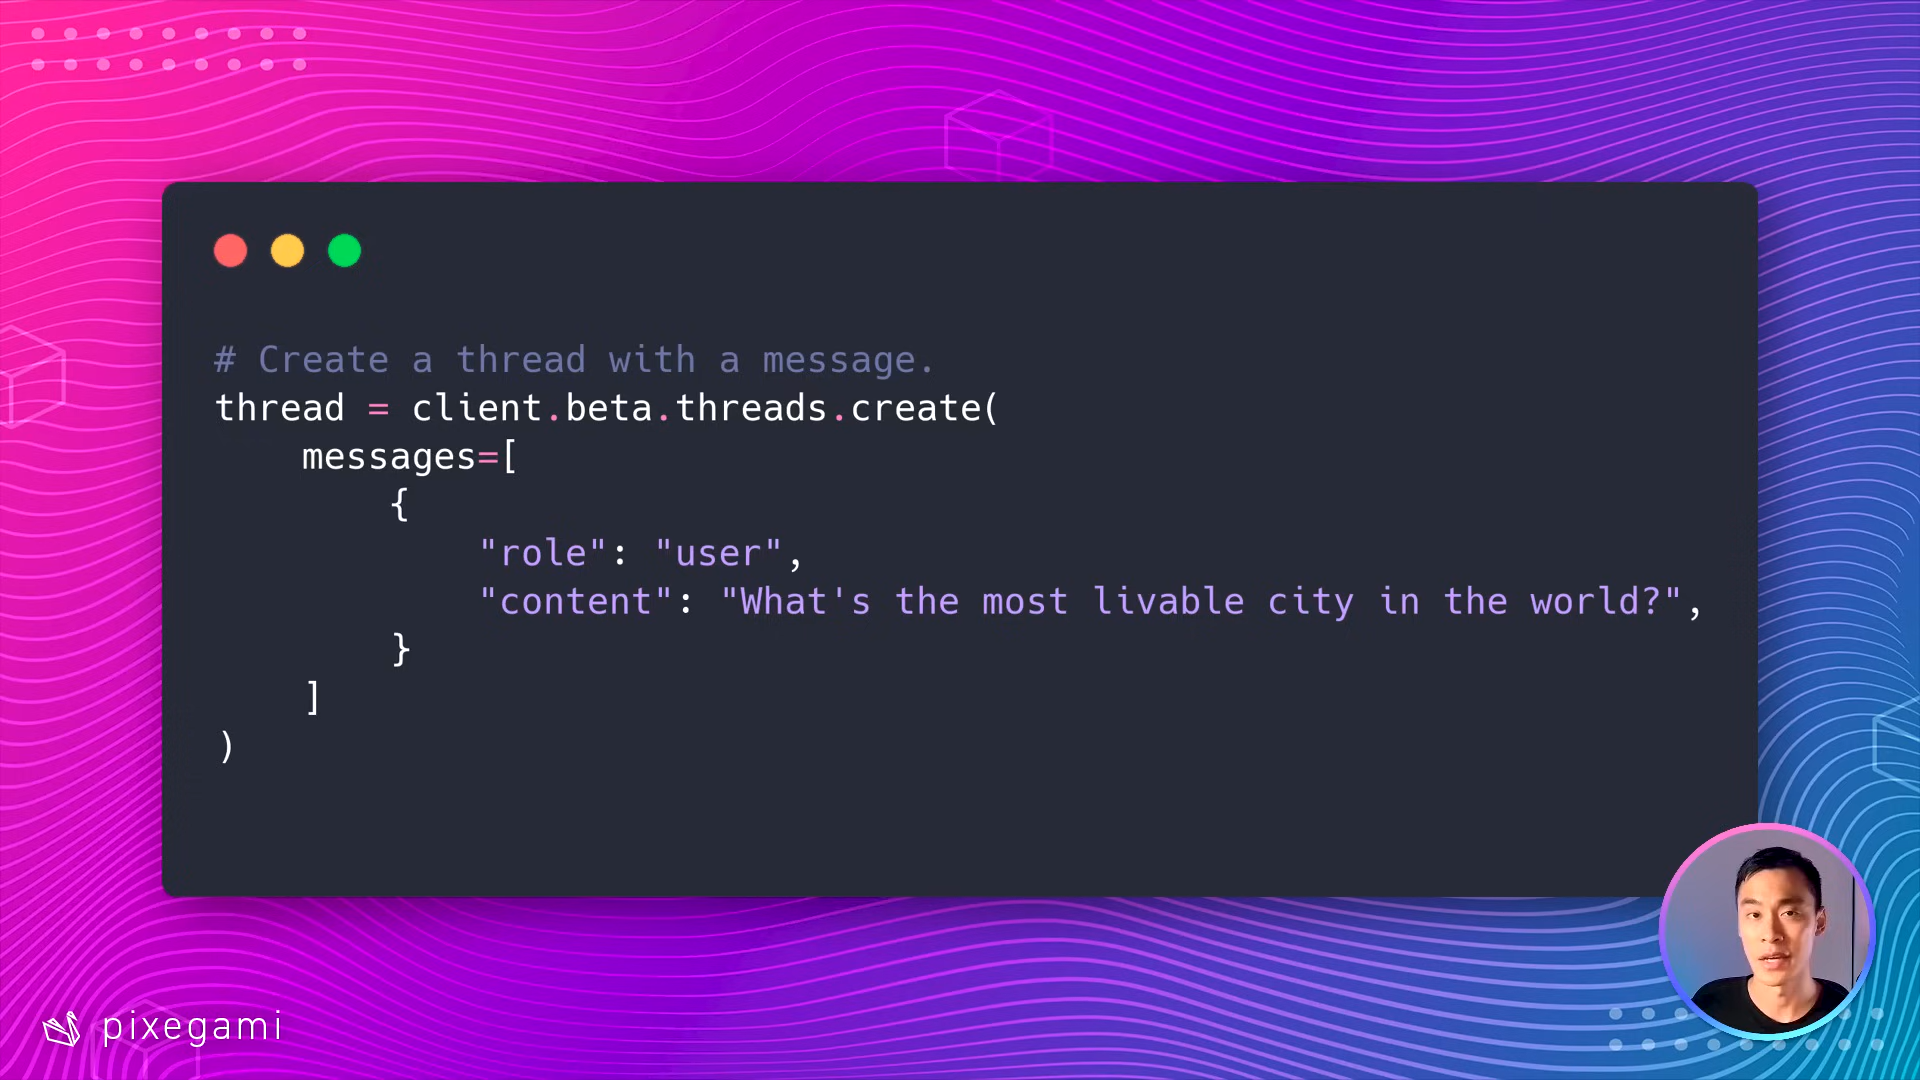 # Create a thread with a message.
thread = client.beta.threads.create(
    messages=[
        {
            "role": "user",
            "content": "What's the most livable city in the world?",
        }
    ]
)
pixegami